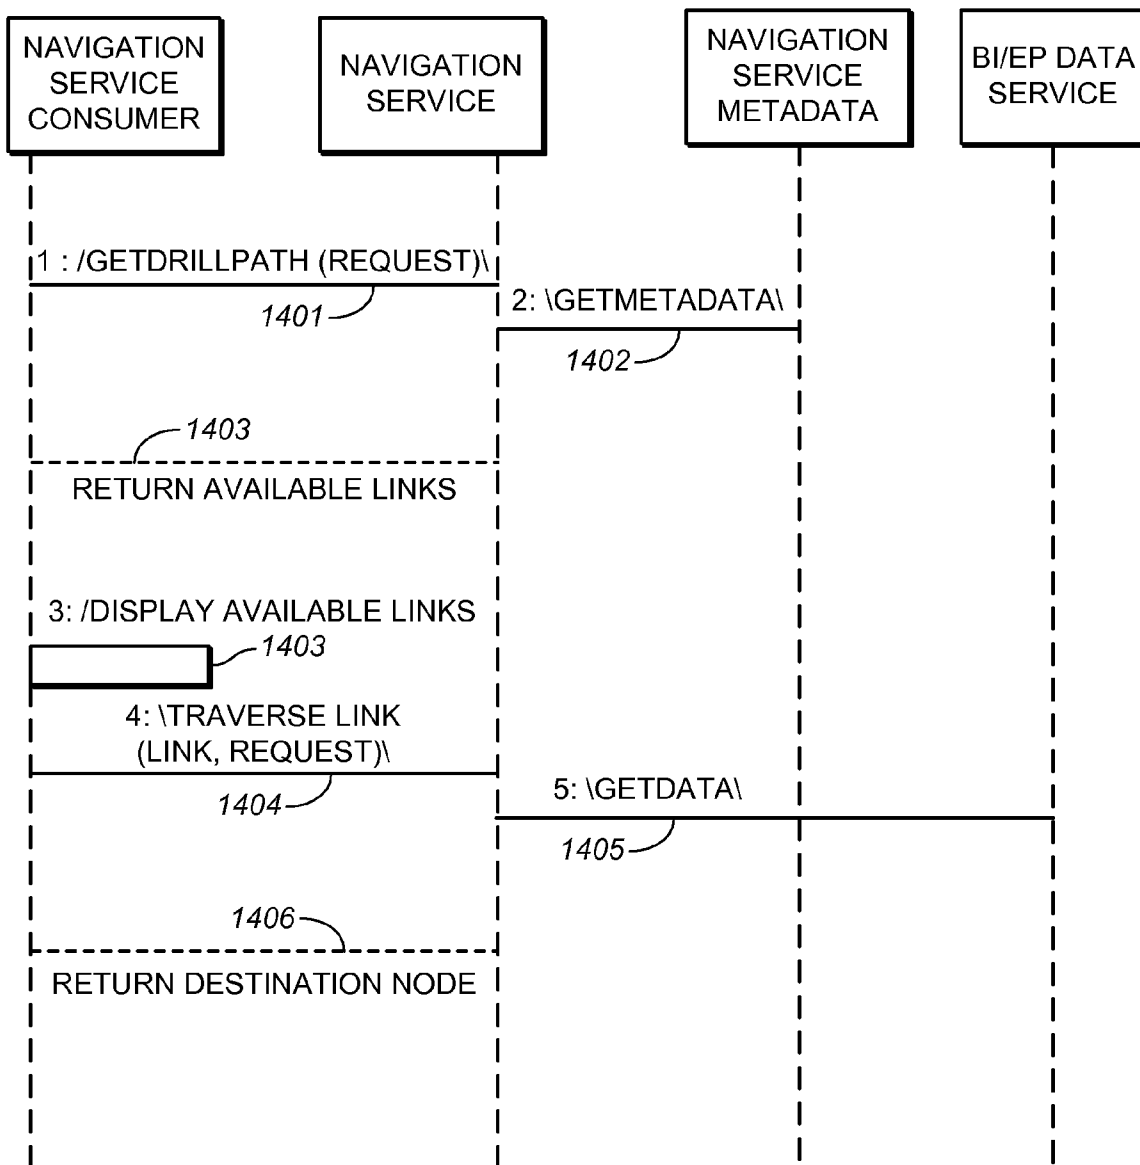 NAVIGATION
SERVICE
CONSUMER
NAVIGATION
SERVICE
NAVIGATION
SERVICE
METADATA
BI/EP DATA
SERVICE
1 : /GETDRILLPATH (REQUEST)\
1401
2: \GETMETADATA\
1402
1403
RETURN AVAILABLE LINKS
3: /DISPLAY AVAILABLE LINKS
1403
4: \TRAVERSE LINK
(LINK, REQUEST)\
1404
5: \GETDATA\
1405
1406
RETURN DESTINATION NODE